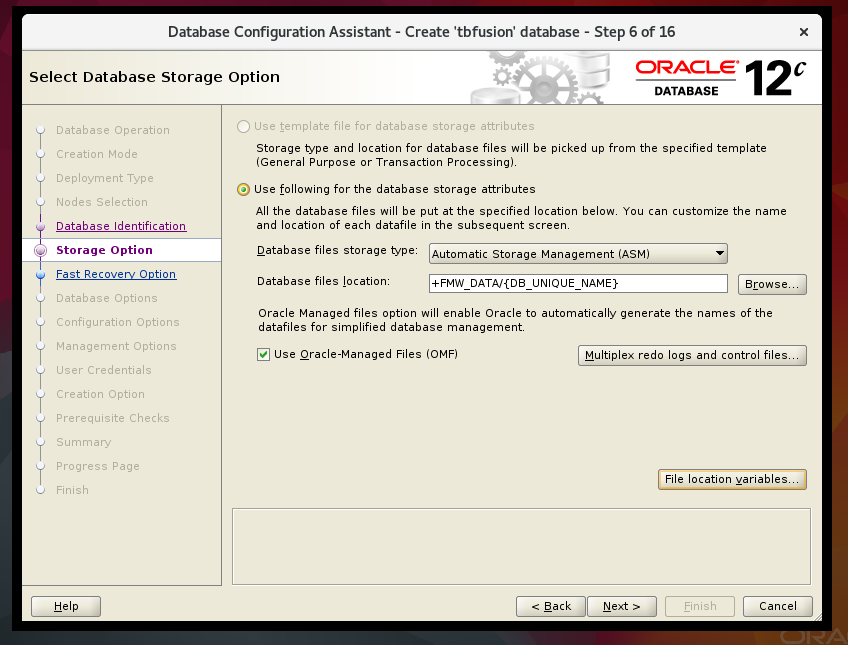 Database Configuration Assistant - Create 'tbfusion' database - Step 6 of 16
×
Select Database Storage Option
ORACLE®
DATABASE
12c
Database Operation
Creation Mode
Deployment Type
Nodes Selection
Database Identification
Storage Option
Fast Recovery Option
Database Options
Configuration Options
Management Options
User Credentials
Creation Option
Prerequisite Checks
Summary
Progress Page
Finish
Use template file for database storage attributes
Storage type and location for database files will be picked up from the specified template
(General Purpose or Transaction Processing).
Use following for the database storage attributes
All the database files will be put at the specified location below. You can customize the name
and location of each datafile in the subsequent screen.
Database files storage type: Automatic Storage Management (ASM)
Database files location: +FMW_DATA/{DB_UNIQUE_NAME} Browse...
Oracle Managed files option will enable Oracle to automatically generate the names of the
datafiles for simplified database management.
Use Oracle-Managed Files (OMF) Multiplex redo logs and control files...
File location variables...
Help < Back Next > Finish Cancel
ORA